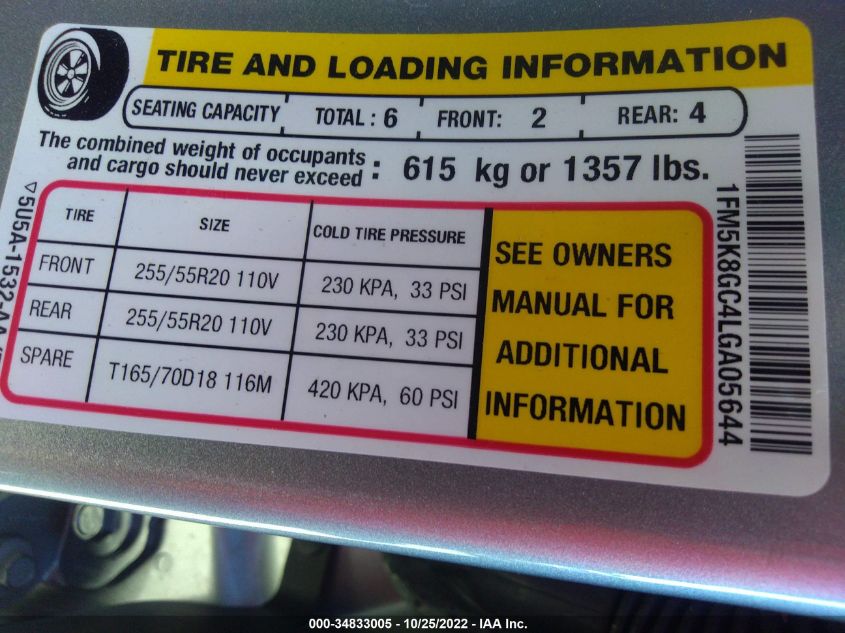 TIRE AND LOADING INFORMATION
SEATING CAPACITY TOTAL : 6 FRONT: 2 REAR: 4
The combined weight of occupants
and cargo should never exceed : 615 kg or 1357 lbs.
TIRE SIZE COLD TIRE PRESSURE
FRONT 255/55R20 110V 230 KPA, 33 PSI
REAR 255/55R20 110V 230 KPA, 33 PSI
SPARE T165/70D18 116M 420 KPA, 60 PSI
SEE OWNERS
MANUAL FOR
ADDITIONAL
INFORMATION
1FM5K8GC4LGA05644
5U5A-1532-AA
000-34833005 - 10/25/2022 - IAA Inc.